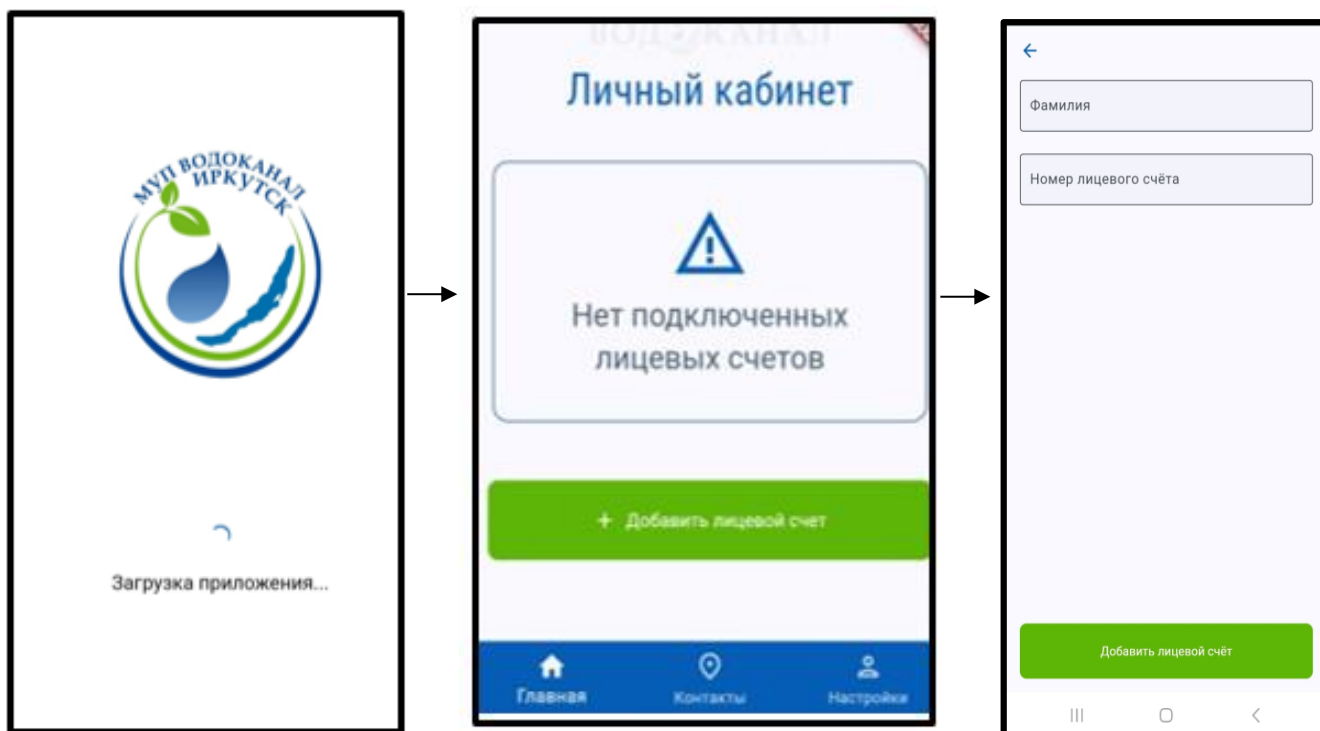 МУП ВОДОКАНАЛ
ИРКУТСК
Загрузка приложения...
ВОДОКАНАЛ
Личный кабинет
Нет подключенных
лицевых счетов
+ Добавить лицевой счет
Главная
Контакты
Настройки
Фамилия
Номер лицевого счёта
Добавить лицевой счёт